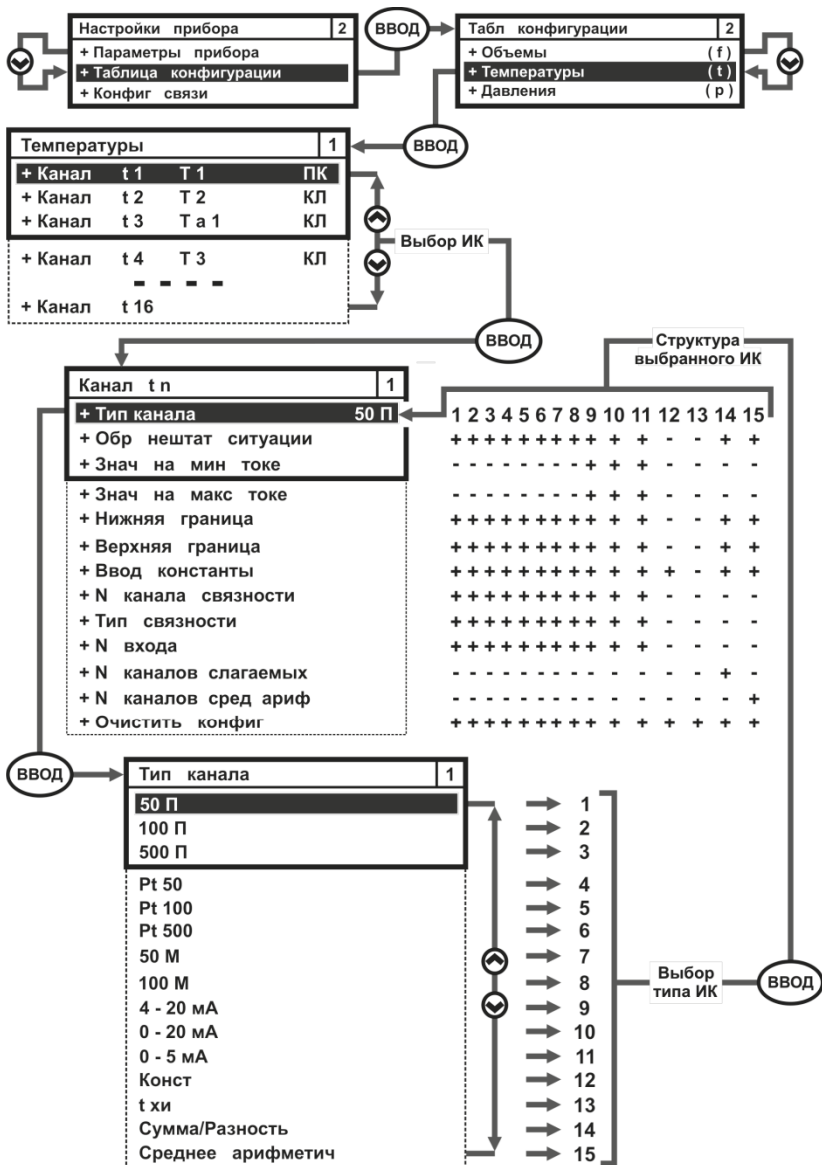 Настройки прибора 2
+ Параметры прибора
+ Таблица конфигурации
+ Конфиг связи
ВВОД
Табл конфигурации 2
+ Объемы (f)
+ Температуры (t)
+ Давления (p)
ВВОД
Температуры 1
+ Канал t 1 Т 1 ПК
+ Канал t 2 Т 2 КЛ
+ Канал t 3 Т а 1 КЛ
+ Канал t 4 Т 3 КЛ
- - - -
+ Канал t 16
Выбор ИК
ВВОД
Структура
выбранного ИК
Канал t n 1
+ Тип канала 50 П 1 2 3 4 5 6 7 8 9 10 11 12 13 14 15
+ Обр нештат ситуации + + + + + + + + + + + - - + +
+ Знач на мин токе - - - - - - - - + + + - - - -
+ Знач на макс токе - - - - - - - - + + + - - - -
+ Нижняя граница + + + + + + + + + + + - - + +
+ Верхняя граница + + + + + + + + + + + - - + +
+ Ввод константы + + + + + + + + + + + + - + +
+ N канала связности + + + + + + + + + + + - - - -
+ Тип связности + + + + + + + + + + + - - - -
+ N входа + + + + + + + + + + + - - - -
+ N каналов слагаемых - - - - - - - - - - - - - + -
+ N каналов сред ариф - - - - - - - - - - - - - - +
+ Очистить конфиг + + + + + + + + + + + + + + +
ВВОД
Тип канала 1
50 П 1
100 П 2
500 П 3
Pt 50 4
Pt 100 5
Pt 500 6
50 М 7
100 М 8
4 - 20 мА 9
0 - 20 мА 10
0 - 5 мА 11
Конст 12
t хи 13
Сумма/Разность 14
Среднее арифметич 15
Выбор
типа ИК
ВВОД